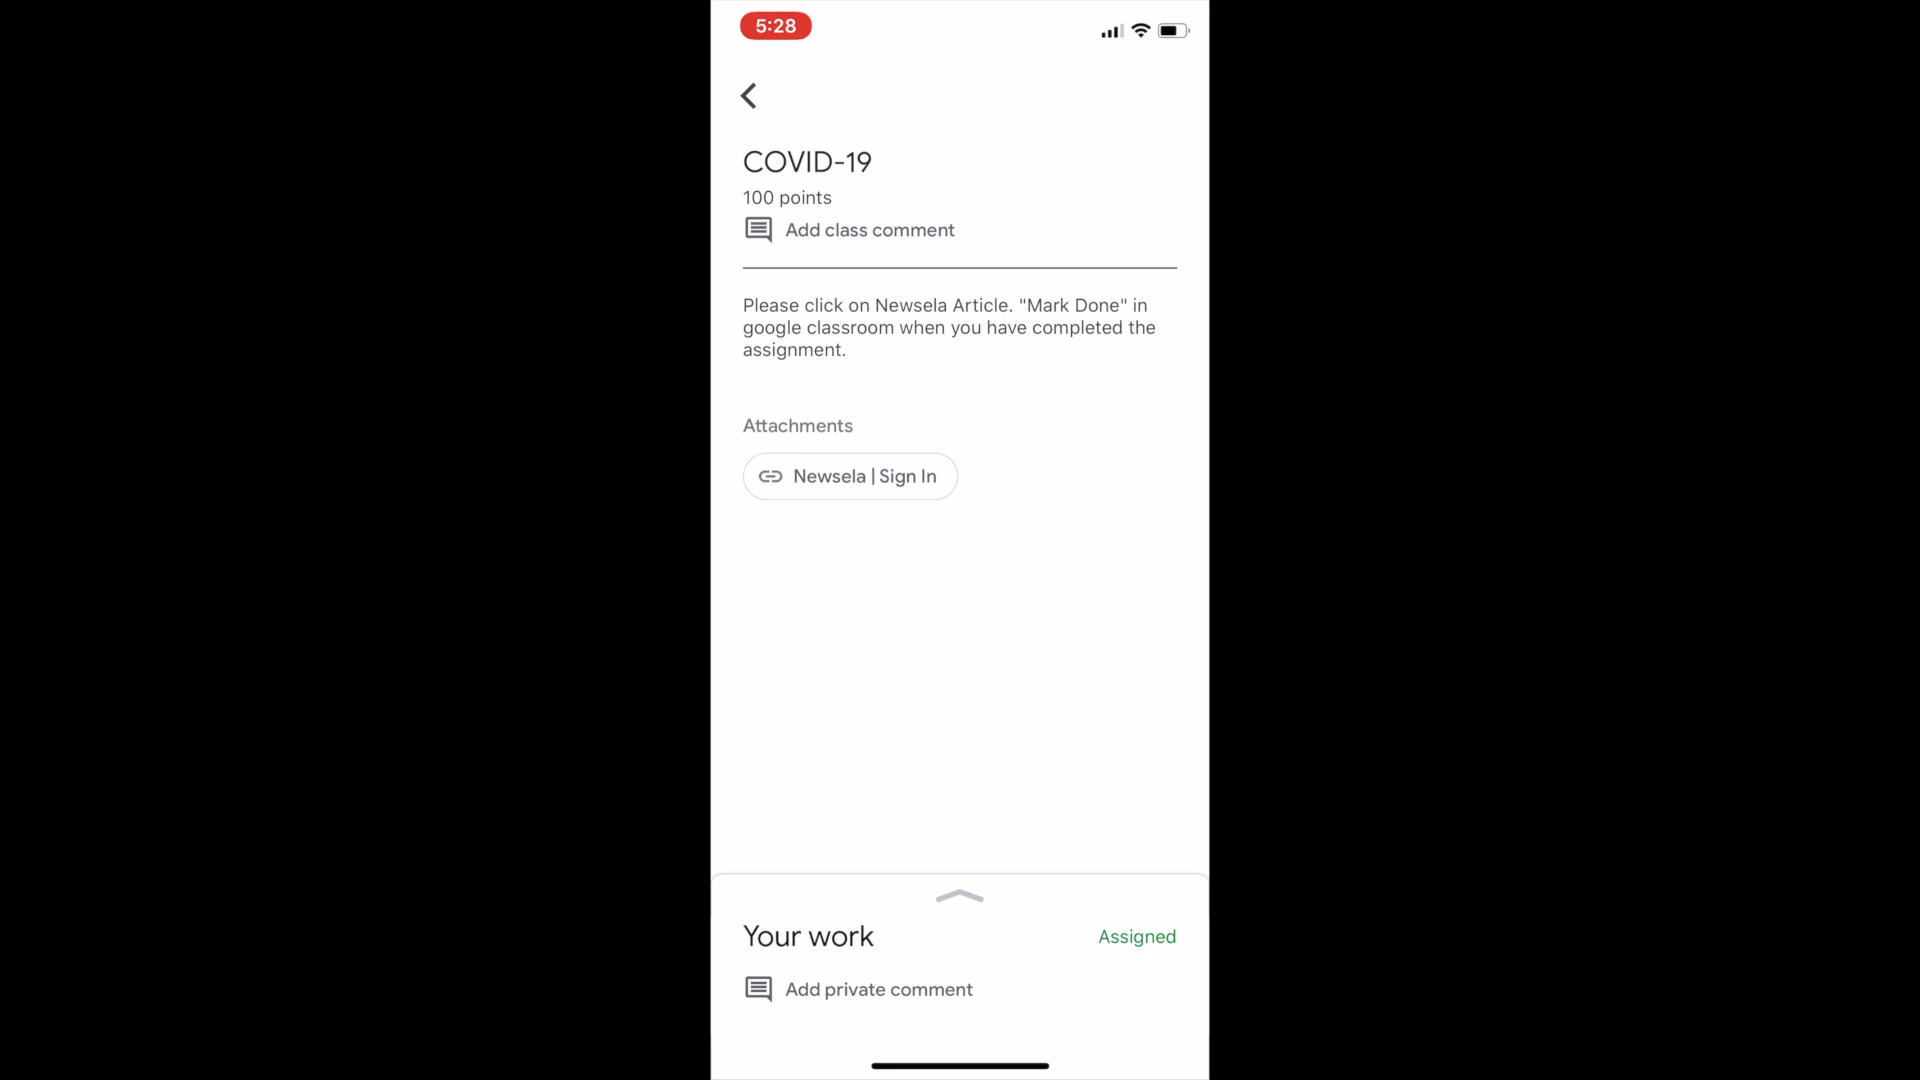 5:28
COVID-19
100 points
Add class comment
Please click on Newsela Article. "Mark Done" in
google classroom when you have completed the
assignment.
Attachments
Newsela | Sign In
Your work
Assigned
Add private comment